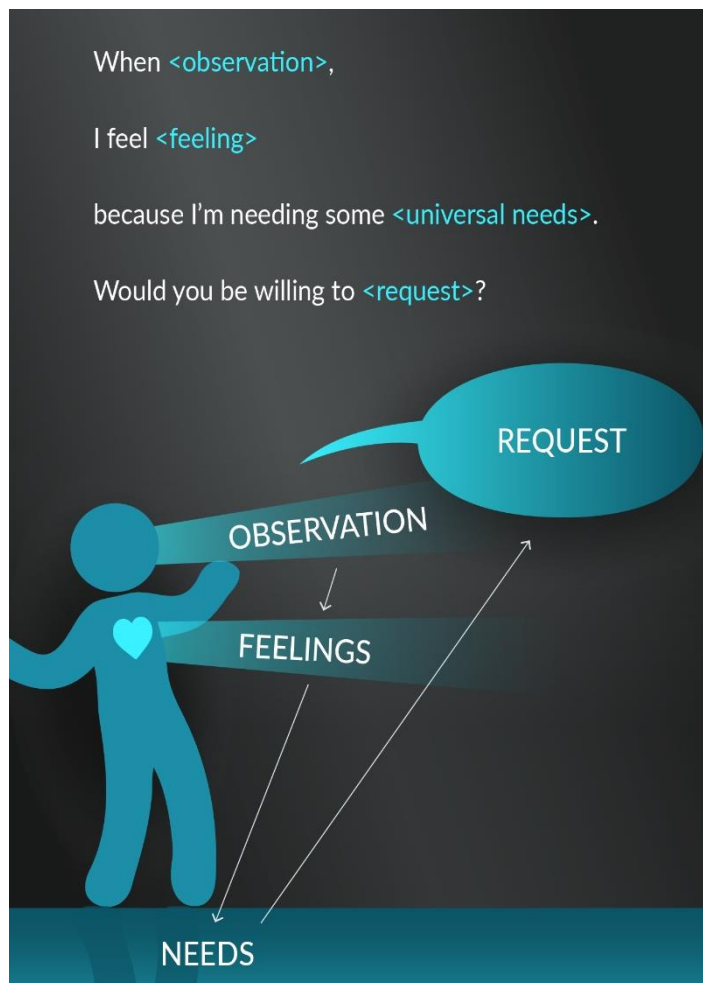 When <observation>,
I feel <feeling>
because I'm needing some <universal needs>.
Would you be willing to <request>?
REQUEST
OBSERVATION
FEELINGS
NEEDS